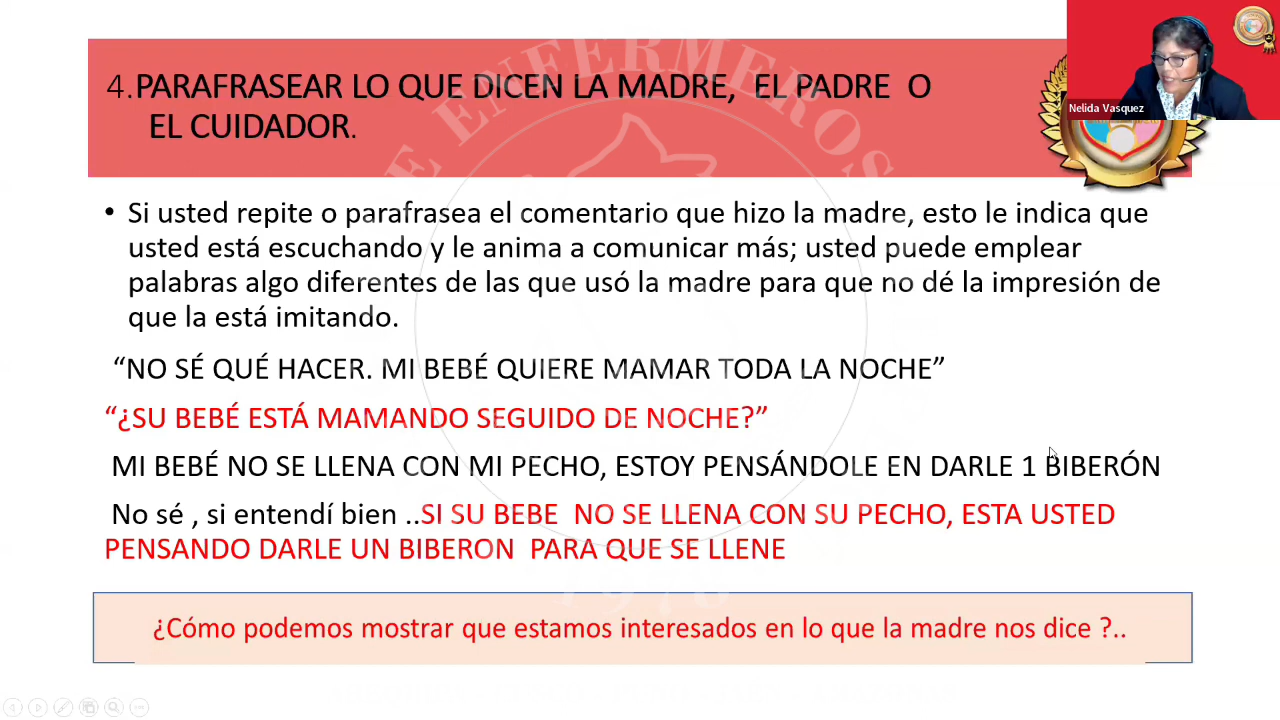 4.PARAFRASEAR LO QUE DICEN LA MADRE, EL PADRE O
EL CUIDADOR.
Nelida Vasquez
• Si usted repite o parafrasea el comentario que hizo la madre, esto le indica que
usted está escuchando y le anima a comunicar más; usted puede emplear
palabras algo diferentes de las que usó la madre para que no dé la impresión de
que la está imitando.
“NO SÉ QUÉ HACER. MI BEBÉ QUIERE MAMAR TODA LA NOCHE”
“¿SU BEBÉ ESTÁ MAMANDO SEGUIDO DE NOCHE?”
MI BEBÉ NO SE LLENA CON MI PECHO, ESTOY PENSÁNDOLE EN DARLE 1 BIBERÓN
No sé , si entendí bien ..SI SU BEBE NO SE LLENA CON SU PECHO, ESTA USTED
PENSANDO DARLE UN BIBERON PARA QUE SE LLENE
¿Cómo podemos mostrar que estamos interesados en lo que la madre nos dice ?..
E ENFERMEROS
1978